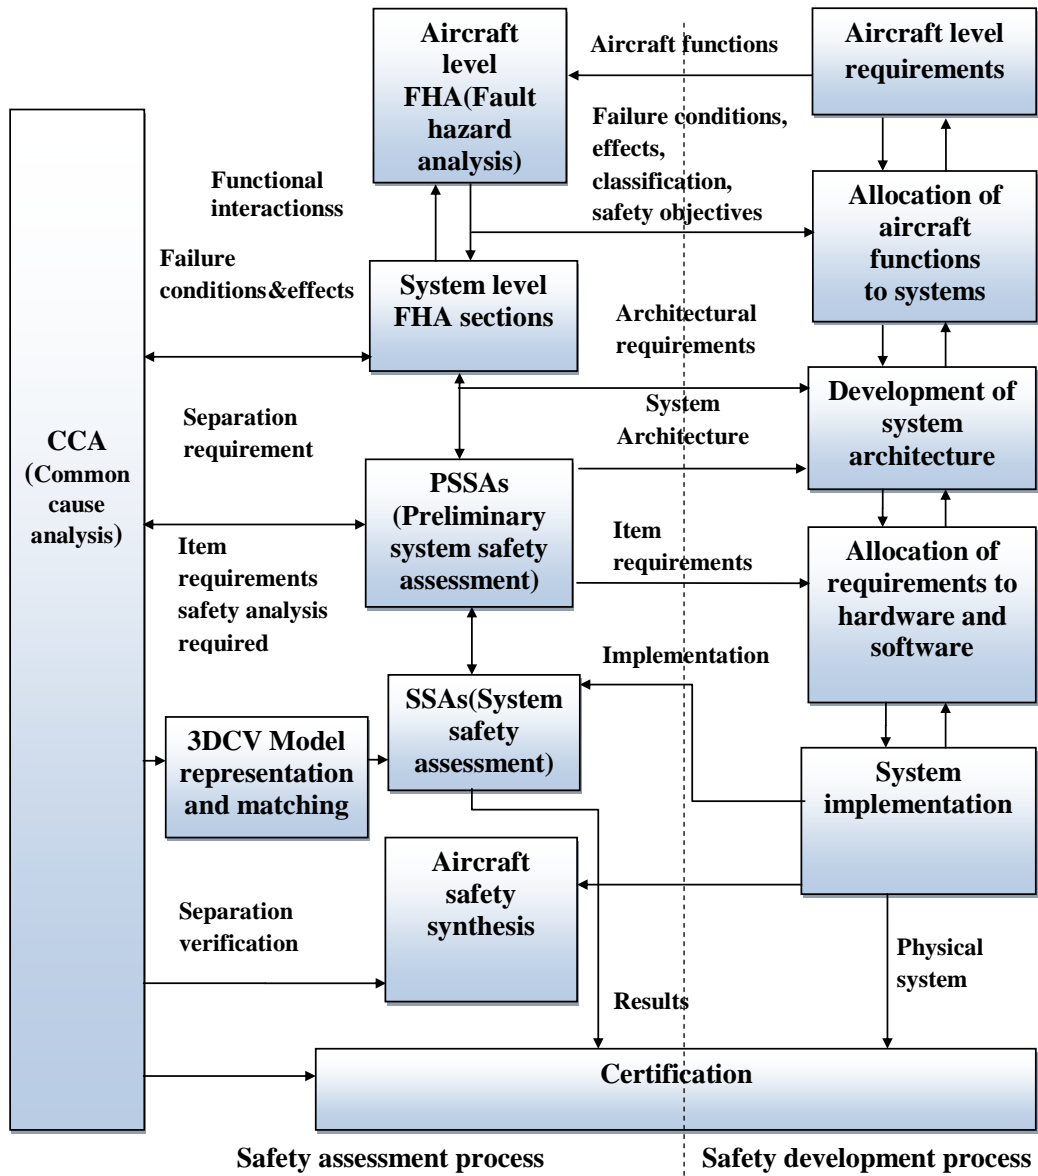 Aircraft
level
FHA(Fault
hazard
analysis)
Aircraft functions
Aircraft level
requirements
Failure conditions,
effects,
classification,
safety objectives
Functional
interactionss
Allocation of
aircraft
functions
to systems
Failure
conditions&effects
System level
FHA sections
Architectural
requirements
CCA
(Common
cause
analysis)
Separation
requirement
System
Architecture
Development of
system
architecture
PSSAs
(Preliminary
system safety
assessment)
Item
requirements
safety analysis
required
Item
requirements
Allocation of
requirements to
hardware and
software
Implementation
SSAs(System
safety
assessment)
3DCV Model
representation
and matching
System
implementation
Aircraft
safety
synthesis
Separation
verification
Physical
system
Results
Certification
Safety assessment process
Safety development process